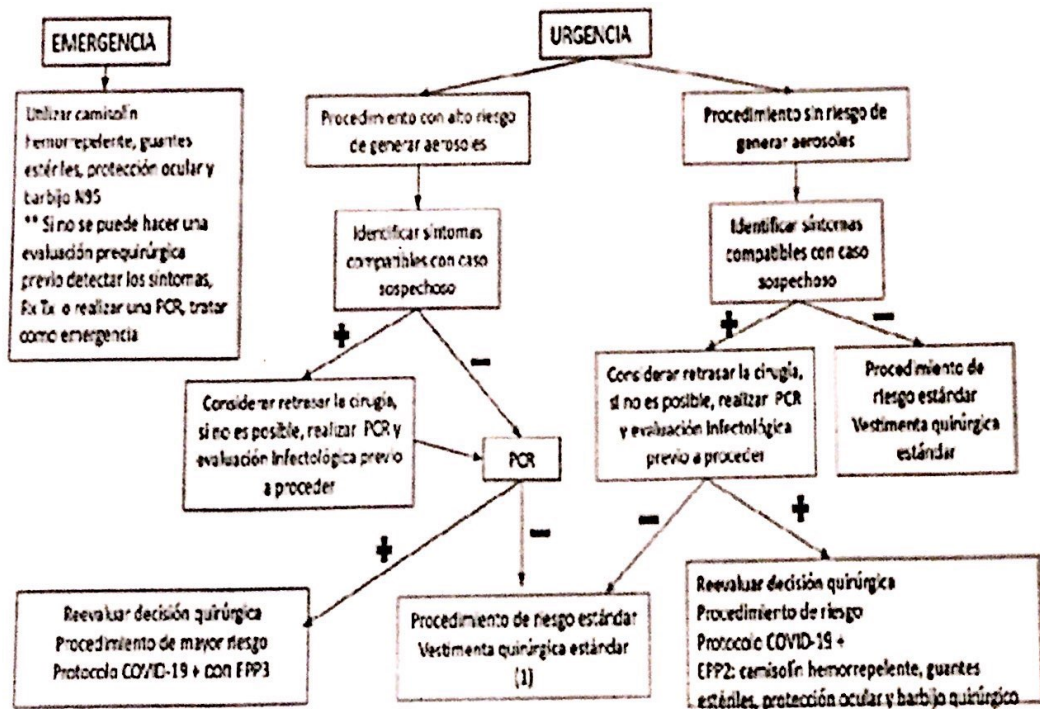 EMERGENCIA
Utilizar camisolín
hemorrepelente, guantes
estériles, protección ocular y
barbijo N95
** Si no se puede hacer una
evaluación prequirúrgica
previo detectar los síntomas,
Rx Tx o realizar una PCR, tratar
como emergencia
URGENCIA
Procedimiento con alto riesgo
de generar aerosoles
Procedimiento sin riesgo de
generar aerosoles
Identificar síntomas
compatibles con caso
sospechoso
Identificar síntomas
compatibles con caso
sospechoso
+
-
+
-
Considerar retrasar la cirugía,
si no es posible, realizar PCR y
evaluación Infectológica previo
a proceder
PCR
Considerar retrasar la cirugía,
si no es posible, realizar PCR
y evaluación Infectológica
previo a proceder
Procedimiento de
riesgo estándar
Vestimenta quirúrgica
estándar
+
-
-
+
Reevaluar decisión quirúrgica
Procedimiento de mayor riesgo
Protocolo COVID-19 + con EPP3
Procedimiento de riesgo estándar
Vestimenta quirúrgica estándar
(1)
Reevaluar decisión quirúrgica
Procedimiento de riesgo
Protocolo COVID-19 +
EPP2: camisolín hemorrepelente, guantes
estériles, protección ocular y barbijo quirúrgico